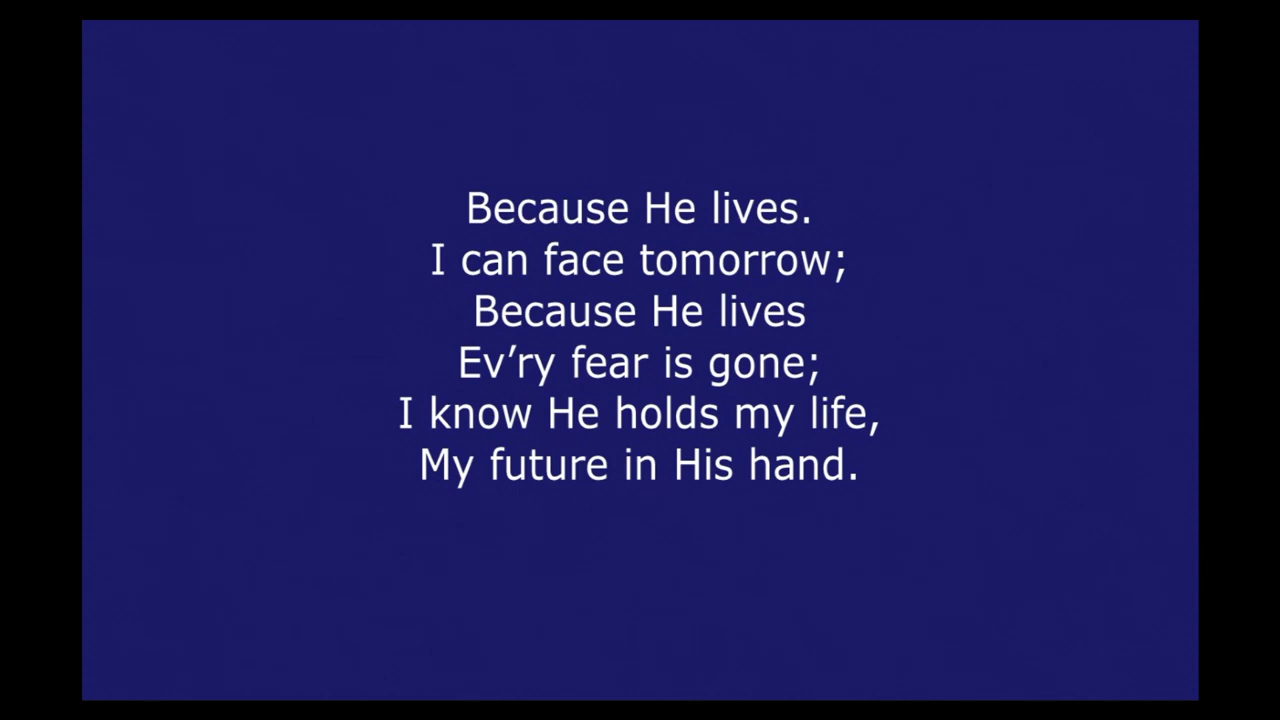 Because He lives.
I can face tomorrow;
Because He lives
Ev’ry fear is gone;
I know He holds my life,
My future in His hand.